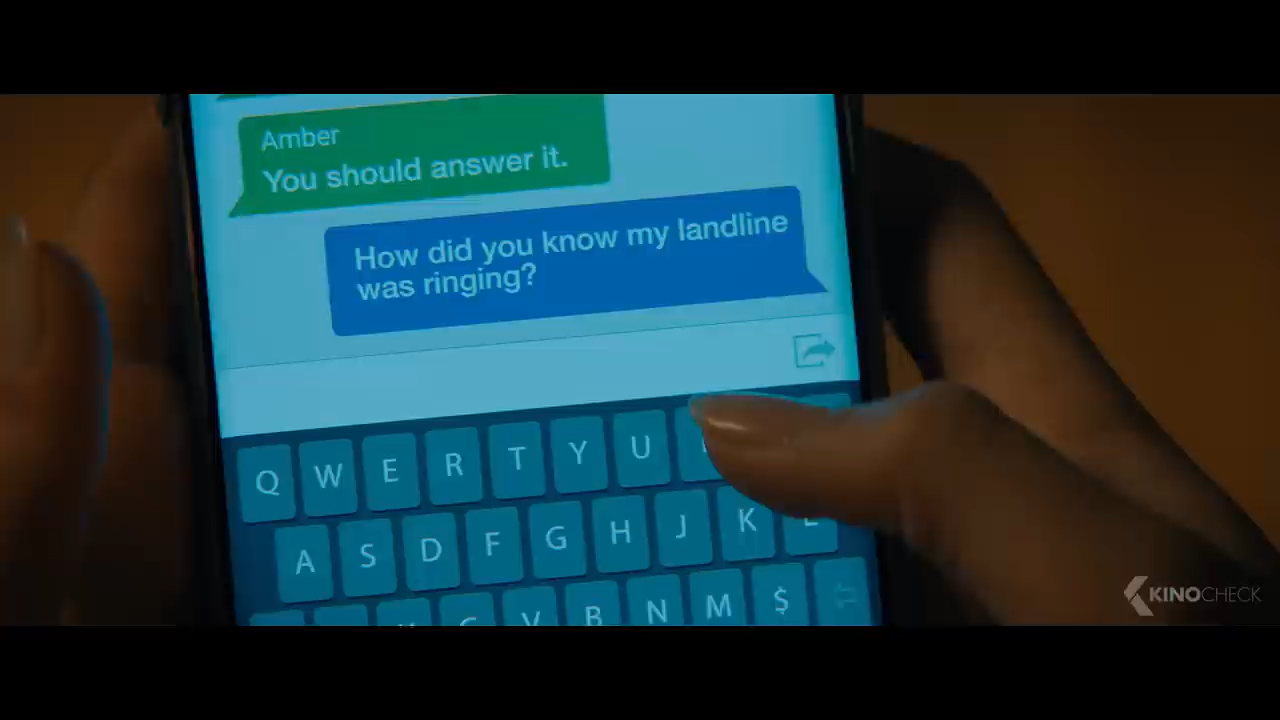 Amber
You should answer it.
How did you know my landline
was ringing?
Q W E R T Y U
A S D F G H J K L
V B N M $
KINOCHECK